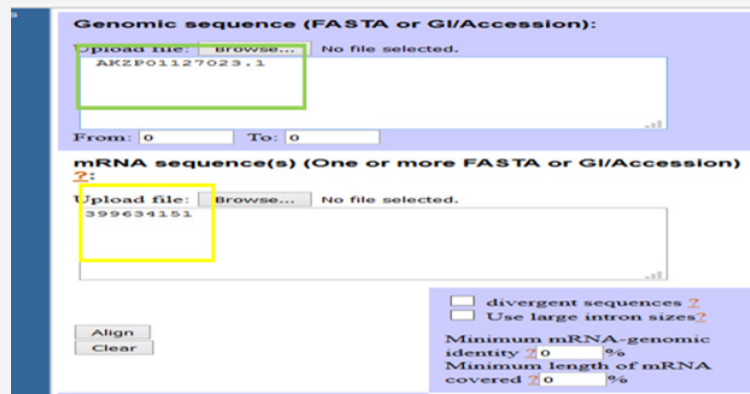 Genomic sequence (FASTA or GI/Accession):
Upload file: Browse... No file selected.
AKZP01127023.1
From: 0 To: 0
mRNA sequence(s) (One or more FASTA or GI/Accession)
?:
Upload file: Browse... No file selected.
399634151
divergent sequences ?
Use large intron sizes?
Align
Clear
Minimum mRNA-genomic
identity ? 0 %
Minimum length of mRNA
covered ? 0 %